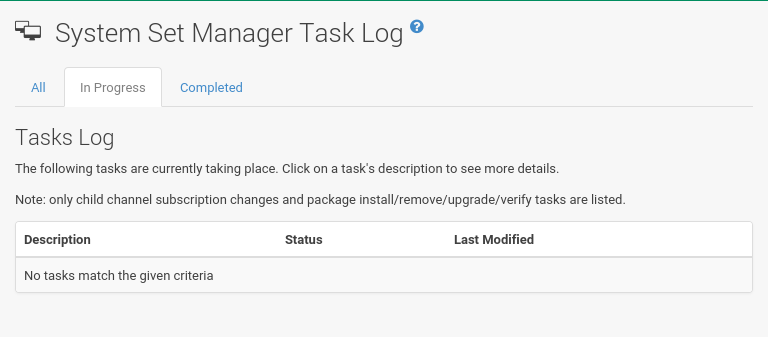 System Set Manager Task Log ?
All In Progress Completed
Tasks Log
The following tasks are currently taking place. Click on a task's description to see more details.
Note: only child channel subscription changes and package install/remove/upgrade/verify tasks are listed.
Description Status Last Modified
No tasks match the given criteria